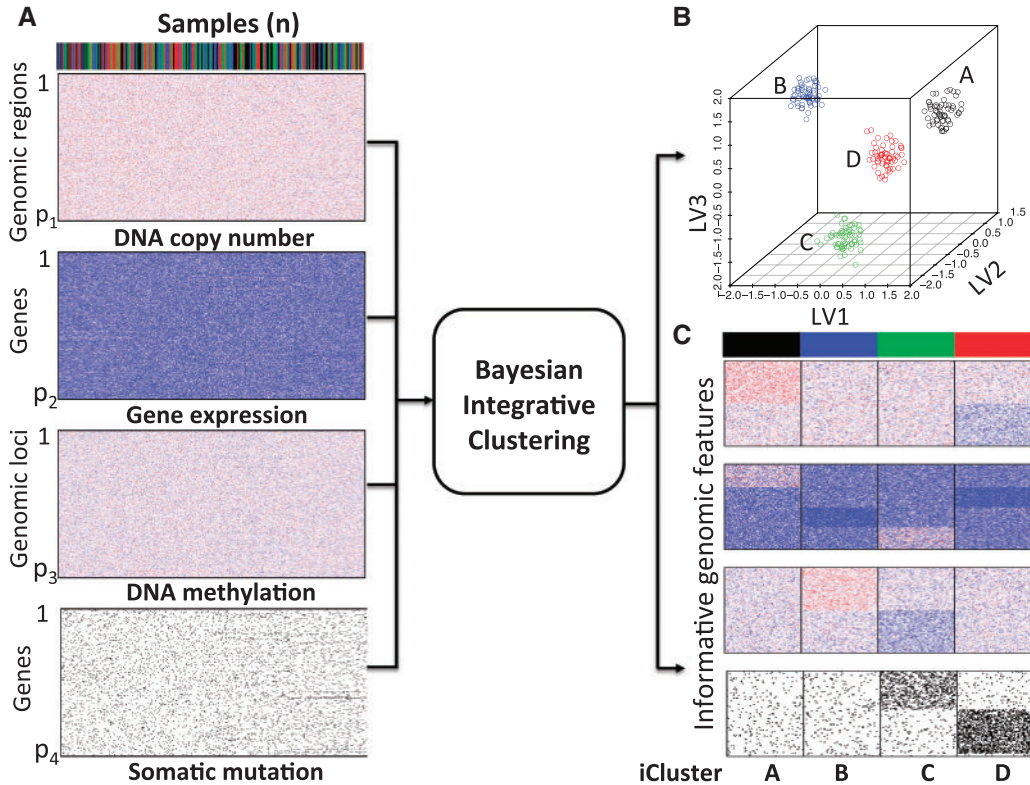 A
Samples (n)
Genomic regions
1
p1
DNA copy number
Genes
1
p2
Gene expression
Genomic loci
1
p3
DNA methylation
Genes
1
p4
Somatic mutation
Bayesian
Integrative
Clustering
B
A
B
C
D
LV3
−2.0 −1.5 −1.0 −0.5 0.0 0.5 1.0 1.5 2.0
−2.0 −1.5 −1.0 −0.5 0.0 0.5 1.0 1.5 2.0
LV1
−2.0 −1.5 −1.0 −0.5 0.0 0.5 1.0 1.5
LV2
C
Informative genomic features
iCluster A B C D